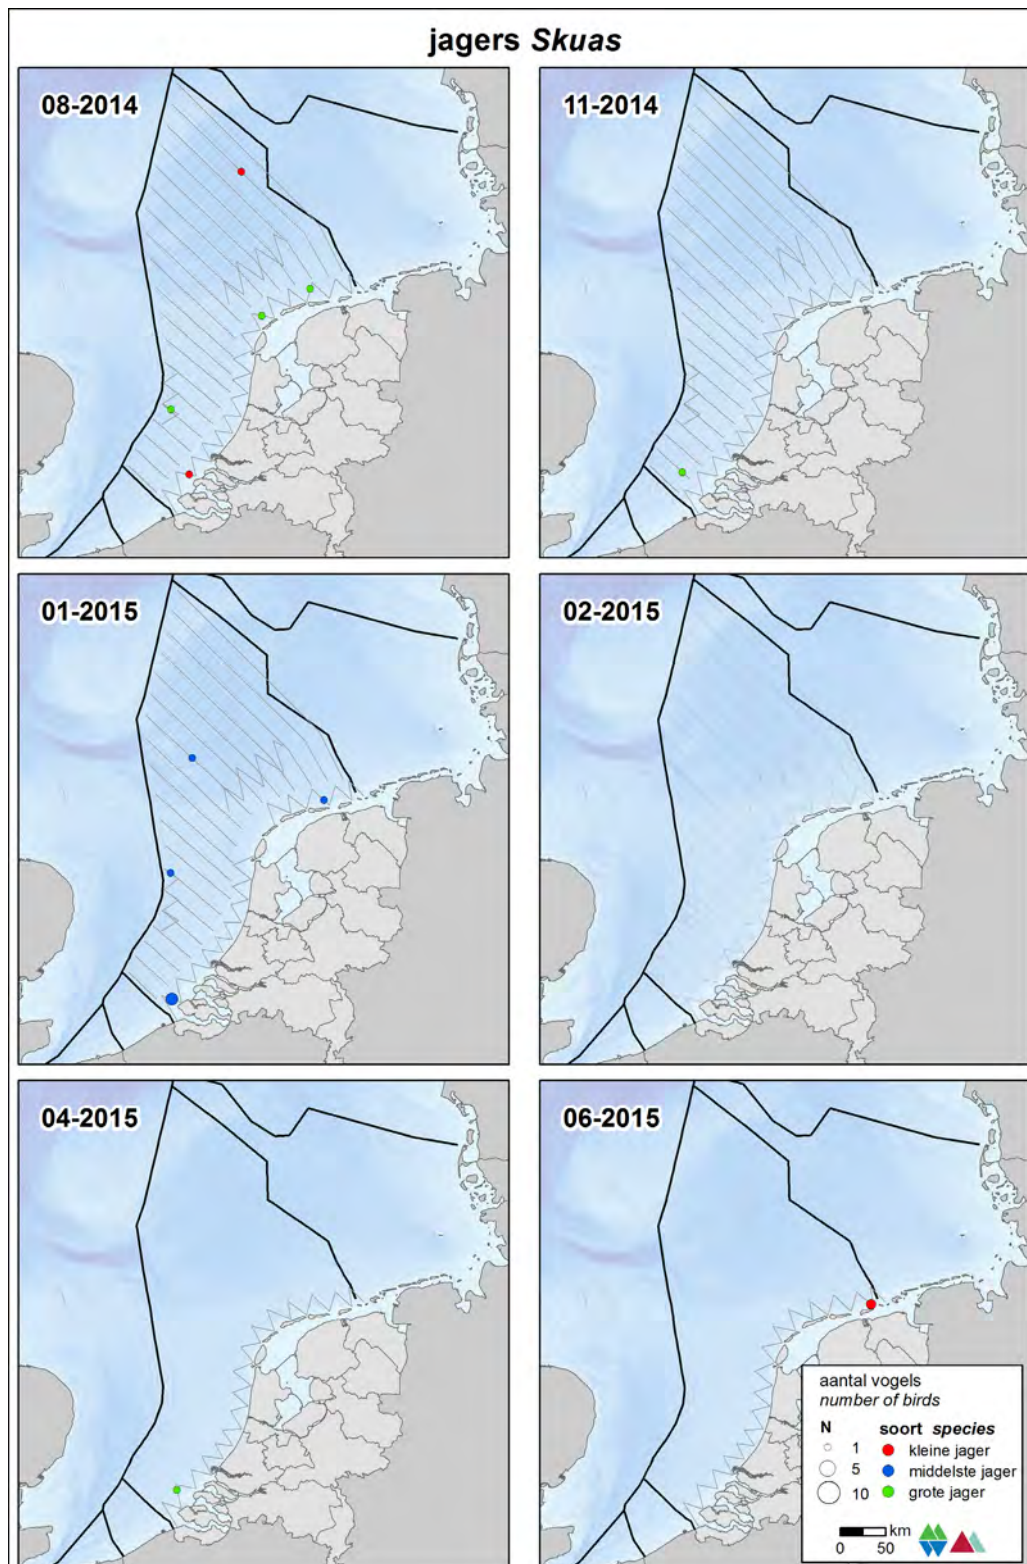 jagers Skuas
08-2014
11-2014
01-2015
02-2015
04-2015
06-2015
aantal vogels
number of birds
N soort species
1 kleine jager
5 middelste jager
10 grote jager
km
0 50